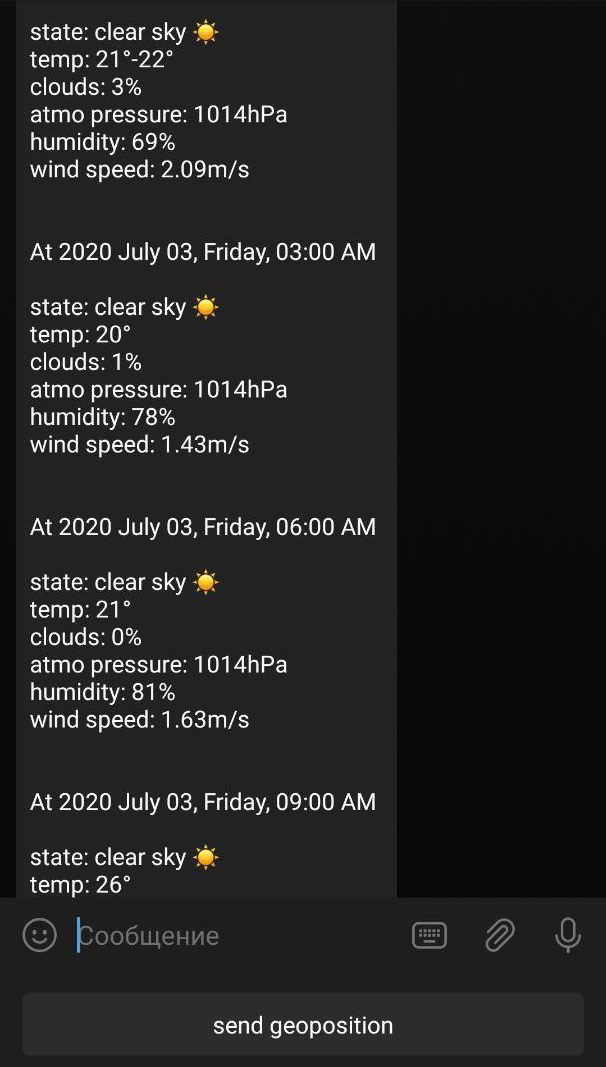 state: clear sky ☀️
temp: 21°-22°
clouds: 3%
atmo pressure: 1014hPa
humidity: 69%
wind speed: 2.09m/s
At 2020 July 03, Friday, 03:00 AM
state: clear sky ☀️
temp: 20°
clouds: 1%
atmo pressure: 1014hPa
humidity: 78%
wind speed: 1.43m/s
At 2020 July 03, Friday, 06:00 AM
state: clear sky ☀️
temp: 21°
clouds: 0%
atmo pressure: 1014hPa
humidity: 81%
wind speed: 1.63m/s
At 2020 July 03, Friday, 09:00 AM
state: clear sky ☀️
temp: 26°
Сообщение
send geoposition